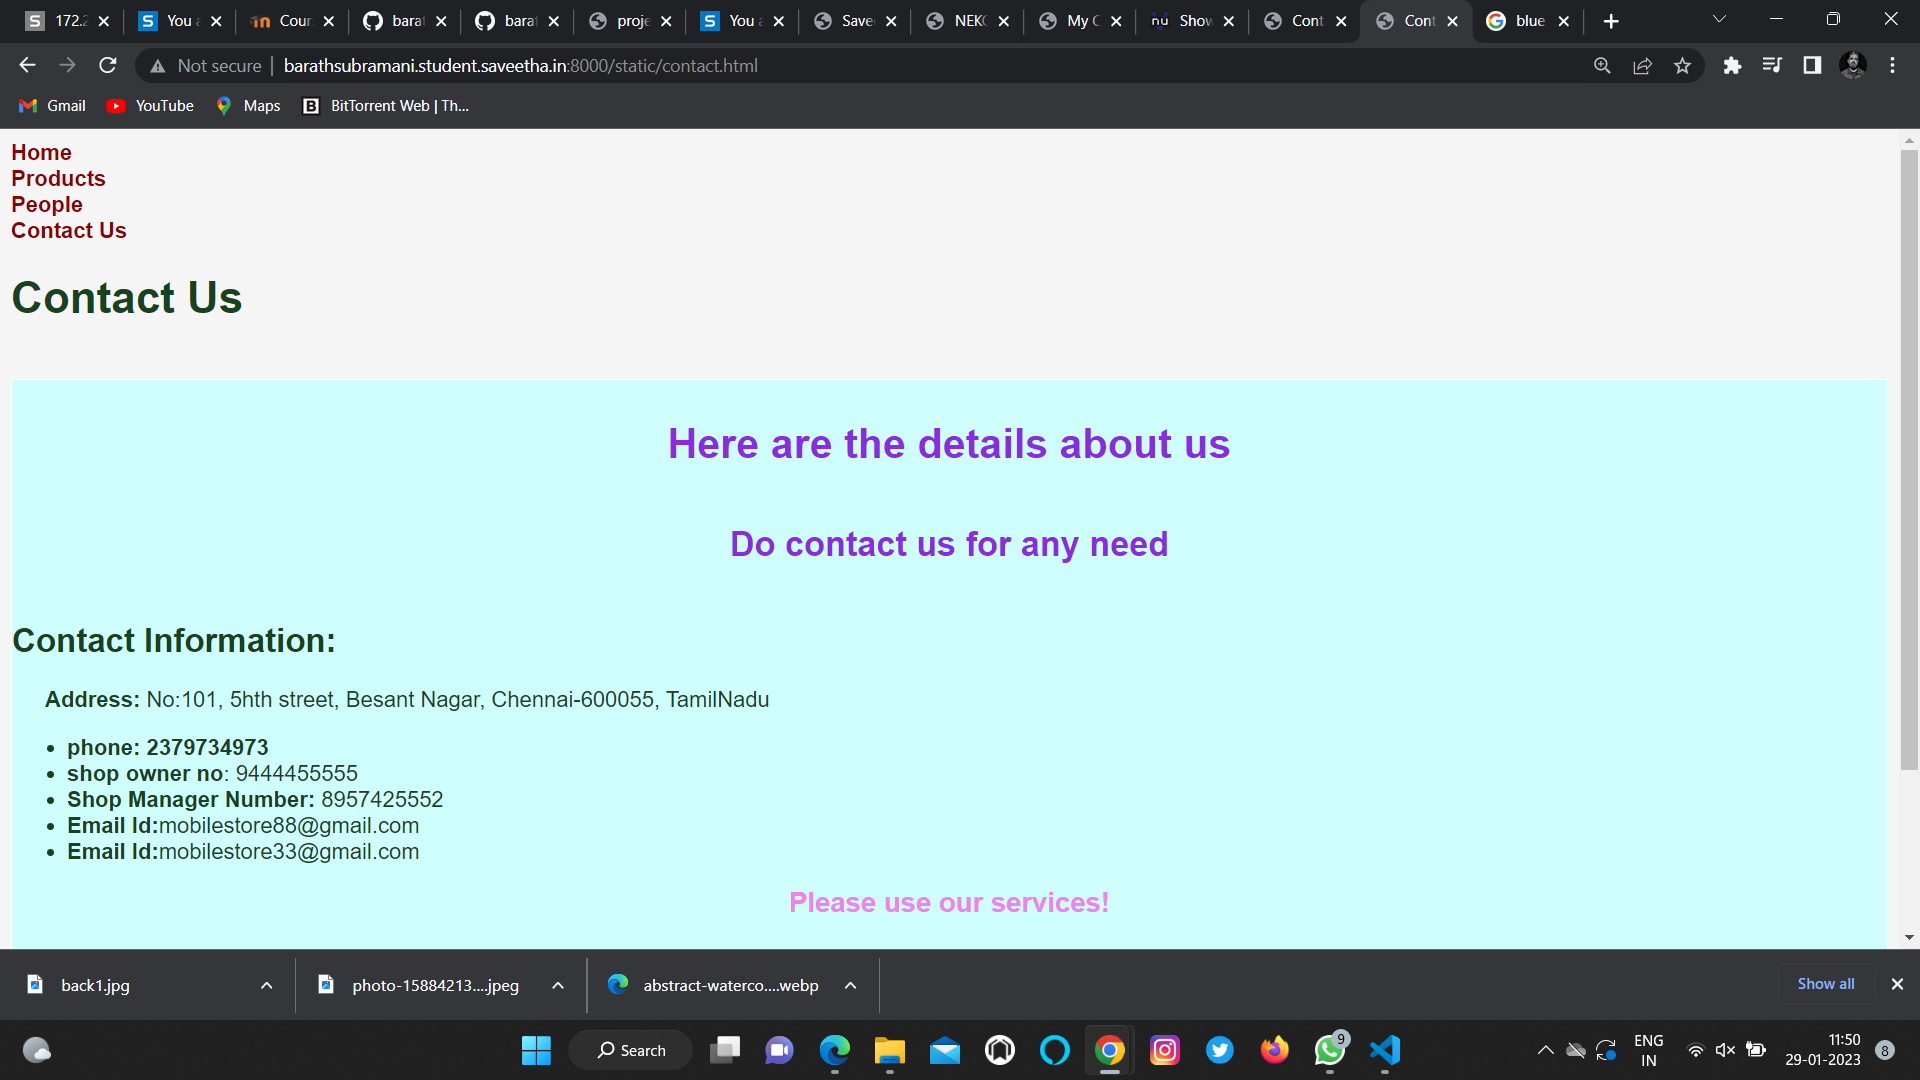 172.2
You a
Cour
barat
barat
proje
You a
Save
NEKO
My C
nu Show
Cont
Cont
blue
Not secure | barathsubramani.student.saveetha.in:8000/static/contact.html
Gmail YouTube Maps BitTorrent Web | Th...
Home
Products
People
Contact Us
Contact Us
Here are the details about us
Do contact us for any need
Contact Information:
Address: No:101, 5hth street, Besant Nagar, Chennai-600055, TamilNadu
phone: 2379734973
shop owner no: 9444455555
Shop Manager Number: 8957425552
Email Id:mobilestore88@gmail.com
Email Id:mobilestore33@gmail.com
Please use our services!
back1.jpg
photo-15884213....jpeg
abstract-waterco....webp
Show all
Search
9
ENG
IN
11:50
29-01-2023
8